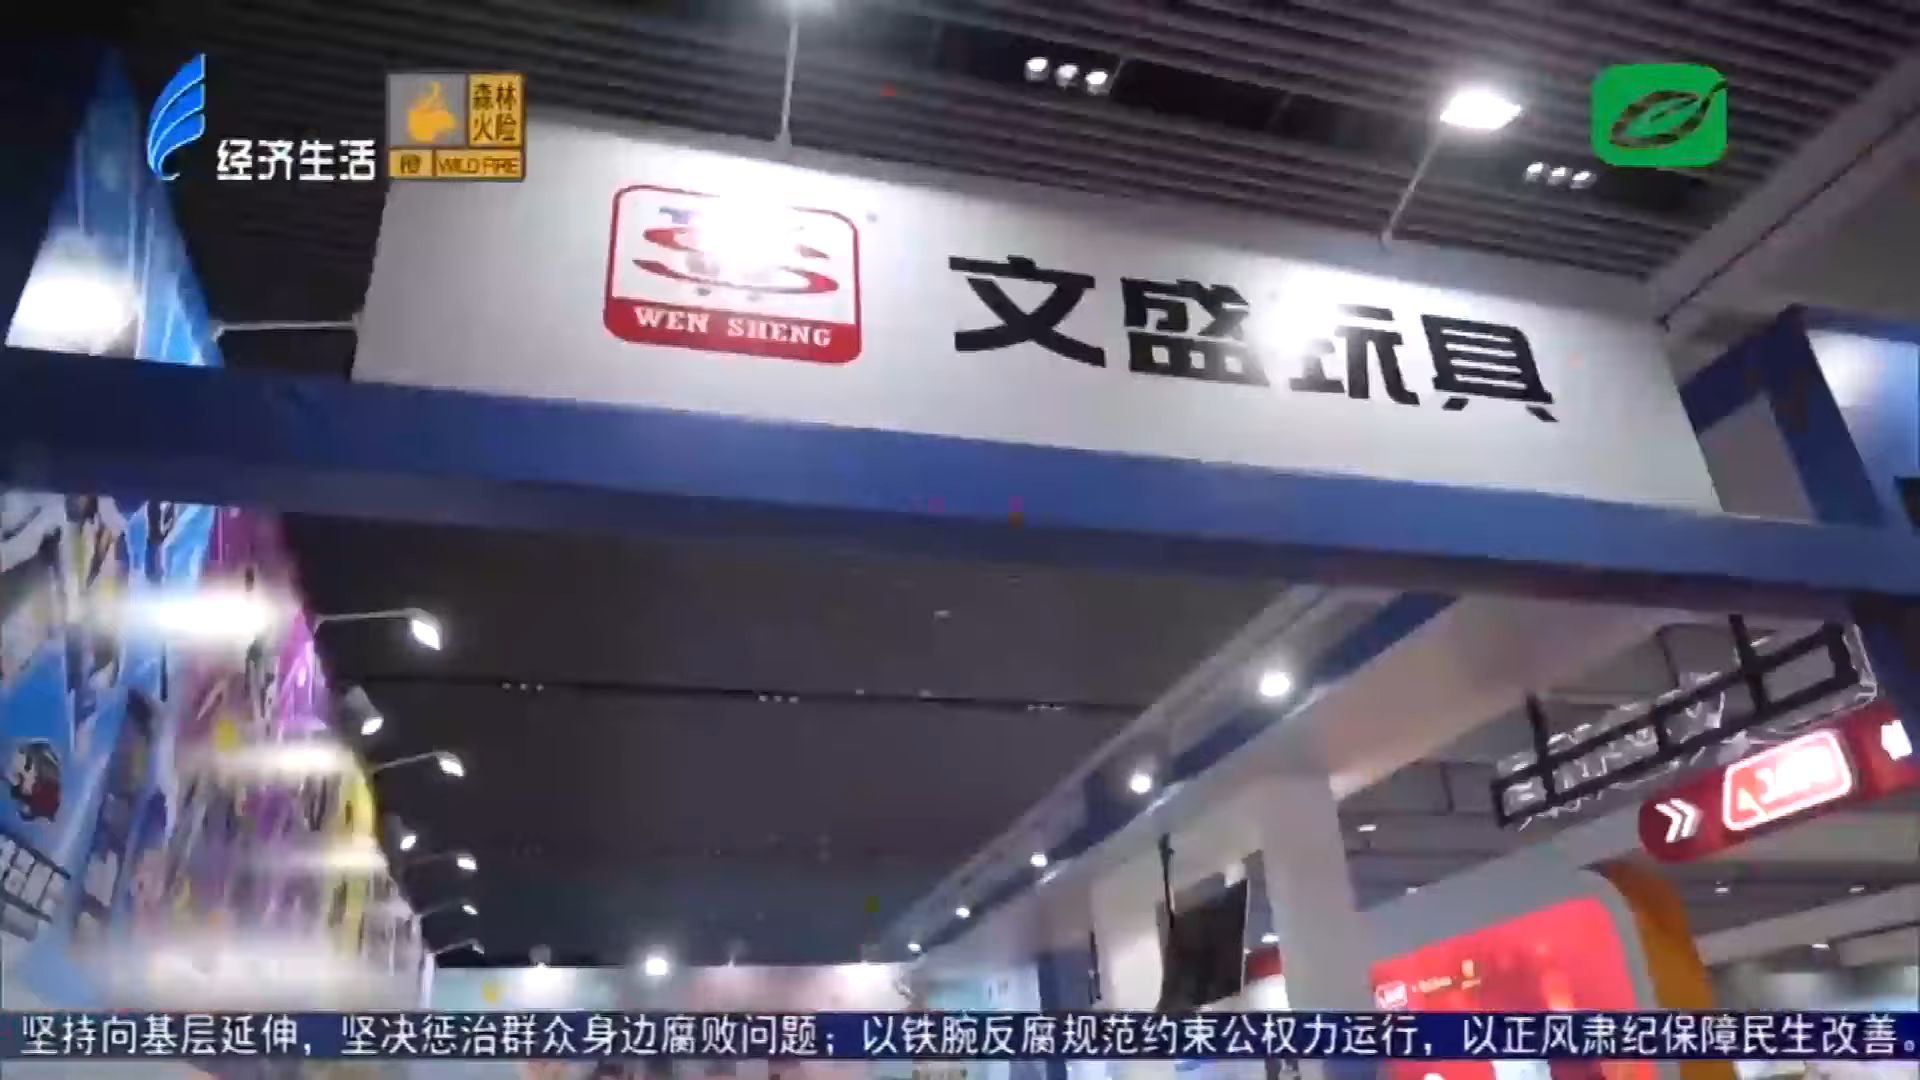 经济生活
森林
火险
橙 WILD FIRE
WEN SHENG
文盛玩具
坚持向基层延伸，坚决惩治群众身边腐败问题；以铁腕反腐规范约束公权力运行，以正风肃纪保障民生改善。